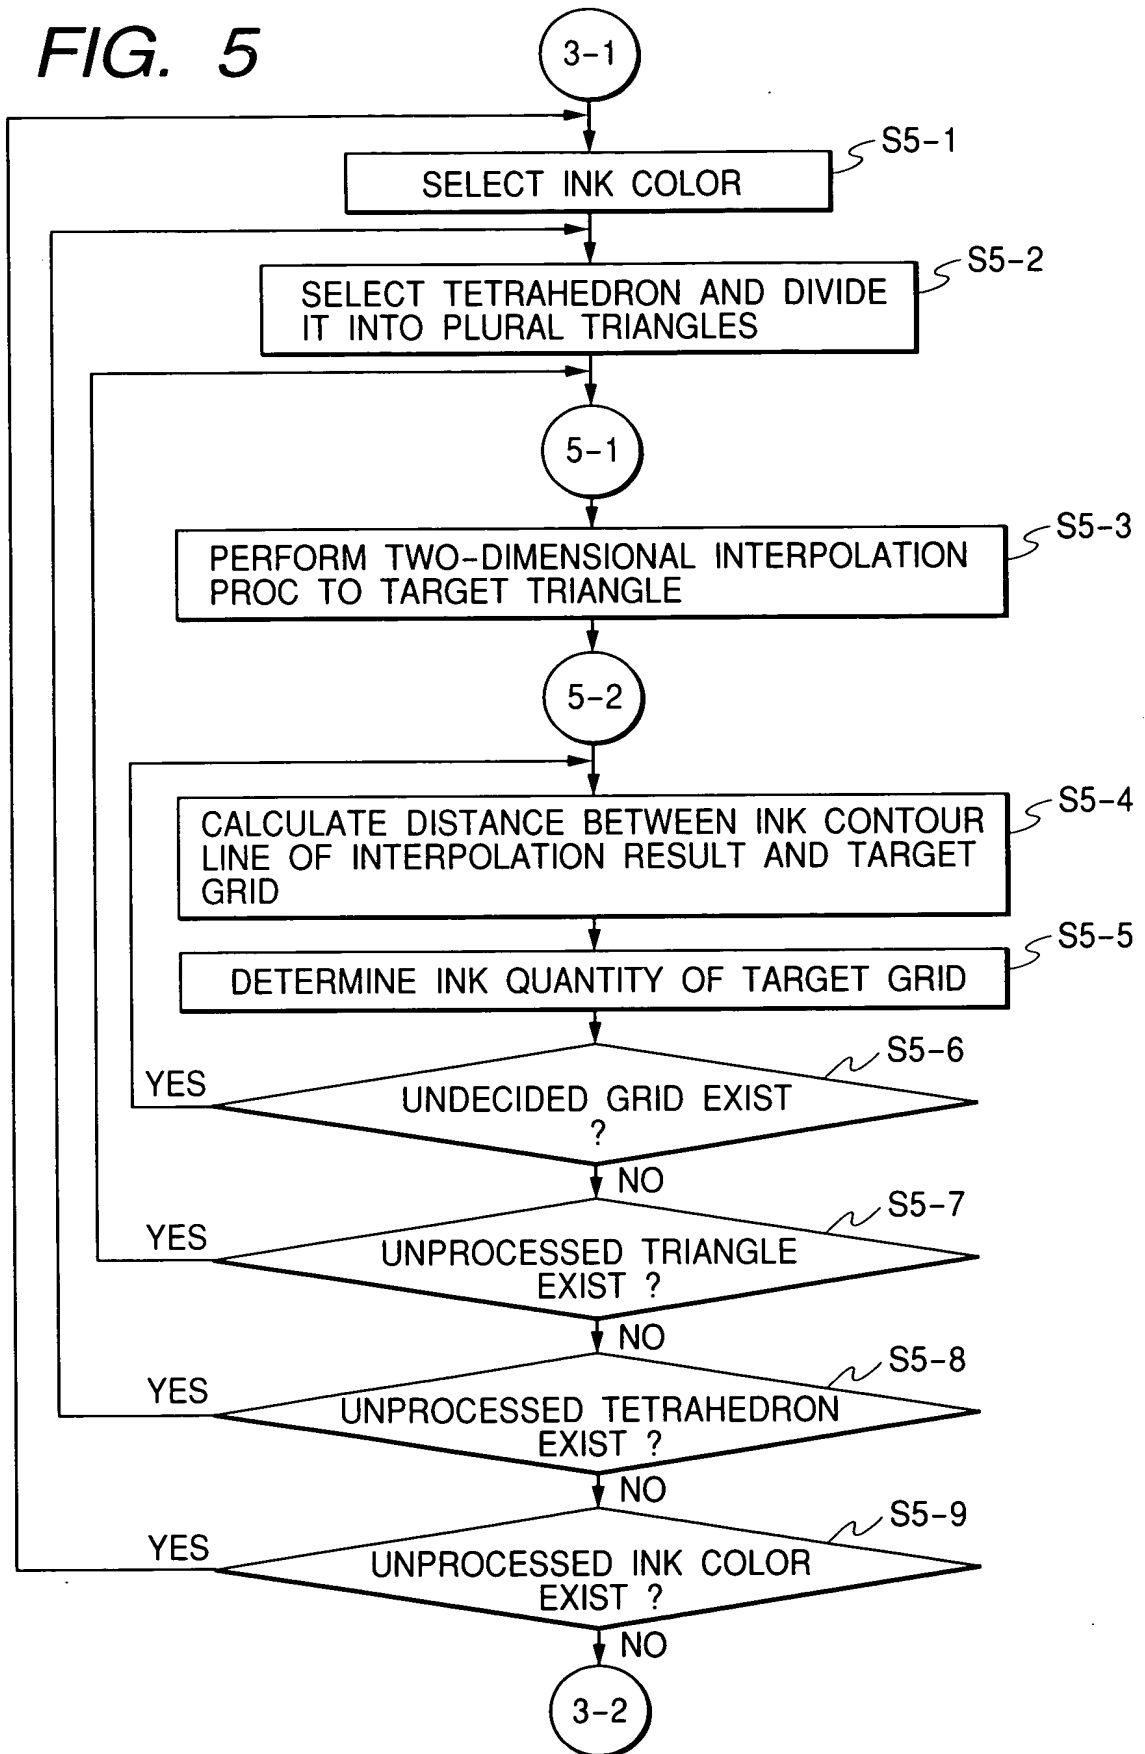 FIG. 5
3-1
S5-1
SELECT INK COLOR
S5-2
SELECT TETRAHEDRON AND DIVIDE
IT INTO PLURAL TRIANGLES
5-1
S5-3
PERFORM TWO-DIMENSIONAL INTERPOLATION
PROC TO TARGET TRIANGLE
5-2
S5-4
CALCULATE DISTANCE BETWEEN INK CONTOUR
LINE OF INTERPOLATION RESULT AND TARGET
GRID
S5-5
DETERMINE INK QUANTITY OF TARGET GRID
S5-6
YES
UNDECIDED GRID EXIST
?
NO
S5-7
YES
UNPROCESSED TRIANGLE
EXIST ?
NO
S5-8
YES
UNPROCESSED TETRAHEDRON
EXIST ?
NO
S5-9
YES
UNPROCESSED INK COLOR
EXIST ?
NO
3-2